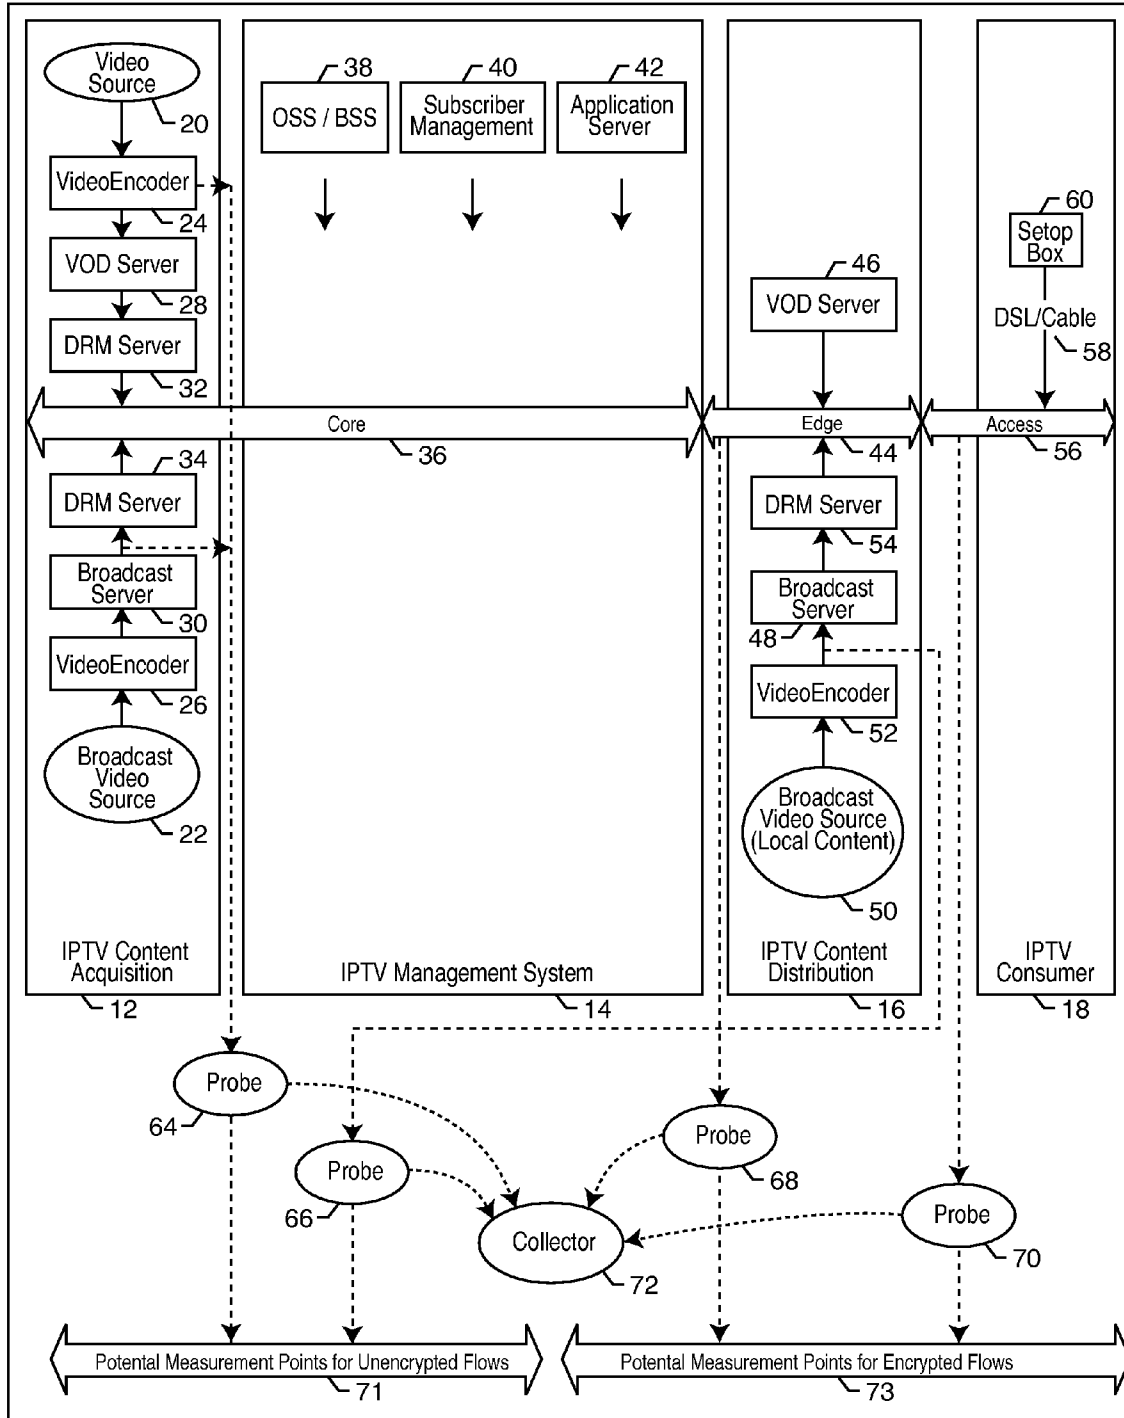 Video
Source
20
VideoEncoder
24
VOD Server
28
DRM Server
32
34
DRM Server
Broadcast
Server
30
VideoEncoder
26
Broadcast
Video
Source
22
IPTV Content
Acquisition
12
38
OSS / BSS
40
Subscriber
Management
42
Application
Server
Core
36
IPTV Management System
14
46
VOD Server
Edge
44
DRM Server
54
Broadcast
Server
48
VideoEncoder
52
Broadcast
Video Source
(Local Content)
50
IPTV Content
Distribution
16
60
Setop
Box
DSL/Cable
58
Access
56
IPTV
Consumer
18
Probe
64
Probe
66
Probe
68
Probe
70
Collector
72
Potental Measurement Points for Unencrypted Flows
71
Potential Measurement Points for Encrypted Flows
73